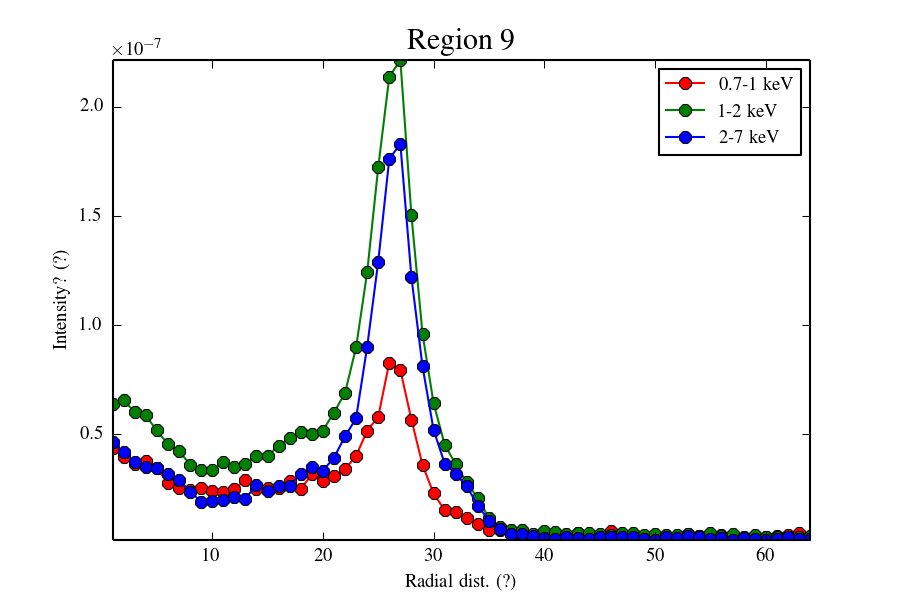 Region 9
×10⁻⁷
2.0
1.5
1.0
0.5
Intensity? (?)
0.7-1 keV
1-2 keV
2-7 keV
10
20
30
40
50
60
Radial dist. (?)